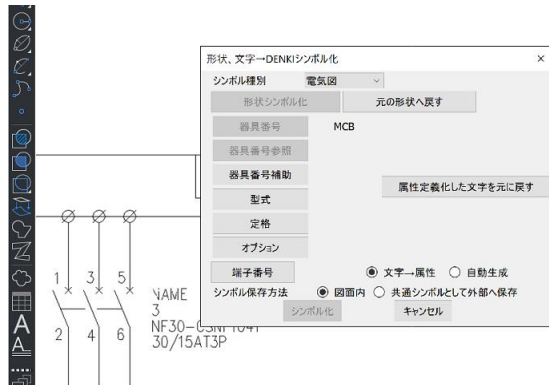 形状、文字→DENKIシンボル化
×
シンボル種別 電気図
形状シンボル化 元の形状へ戻す
器具番号 MCB
器具番号参照
器具番号補助
属性定義化した文字を元に戻す
型式
定格
オプション
端子番号 文字→属性 自動生成
シンボル保存方法 図面内 共通シンボルとして外部へ保存
シンボル化 キャンセル
1 3 5
2 4 6
NAME
3
30/15AT3P
A
A